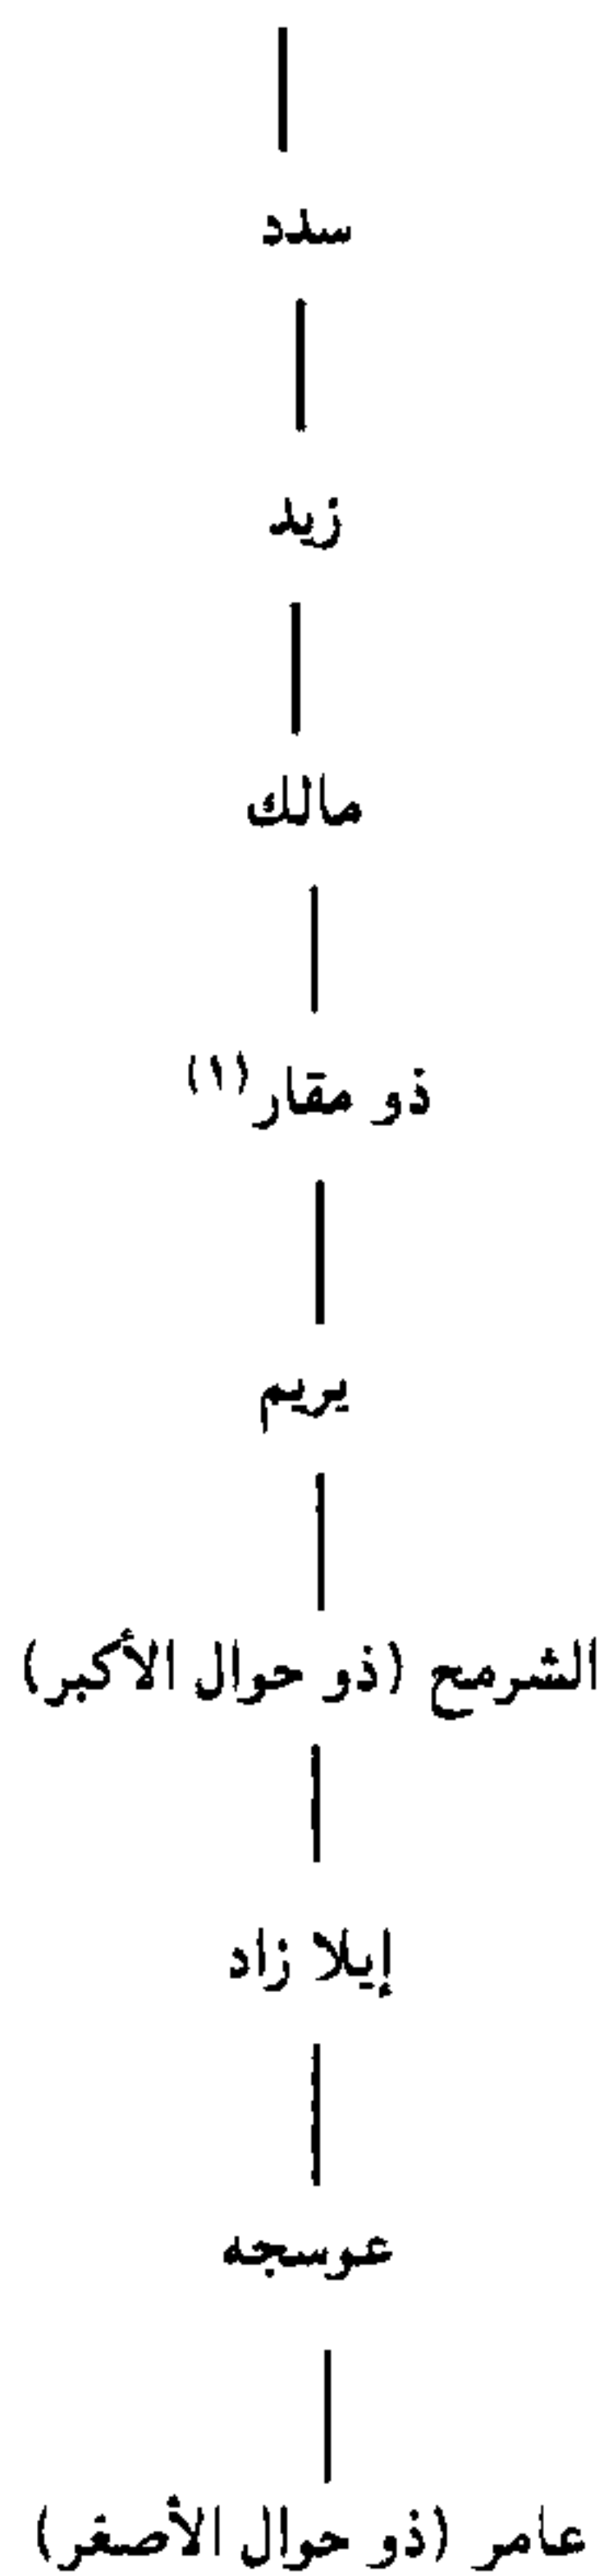 سدد
زيد
مالك
ذو مقار (١)
يريم
الشرمح (ذو حوال الأكبر)
إيلا زاد
عوسجه
عامر (ذو حوال الأصغر)